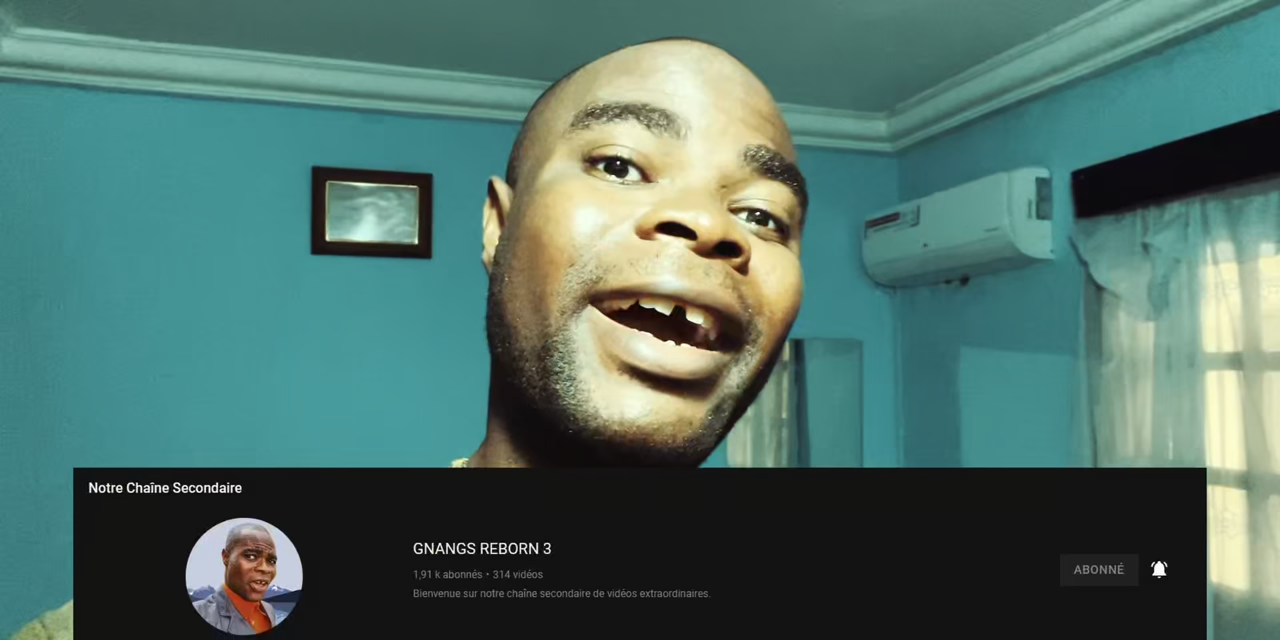 Notre Chaîne Secondaire
GNANGS REBORN 3
1,91 k abonnés • 314 vidéos
Bienvenue sur notre chaîne secondaire de vidéos extraordinaires.
ABONNÉ